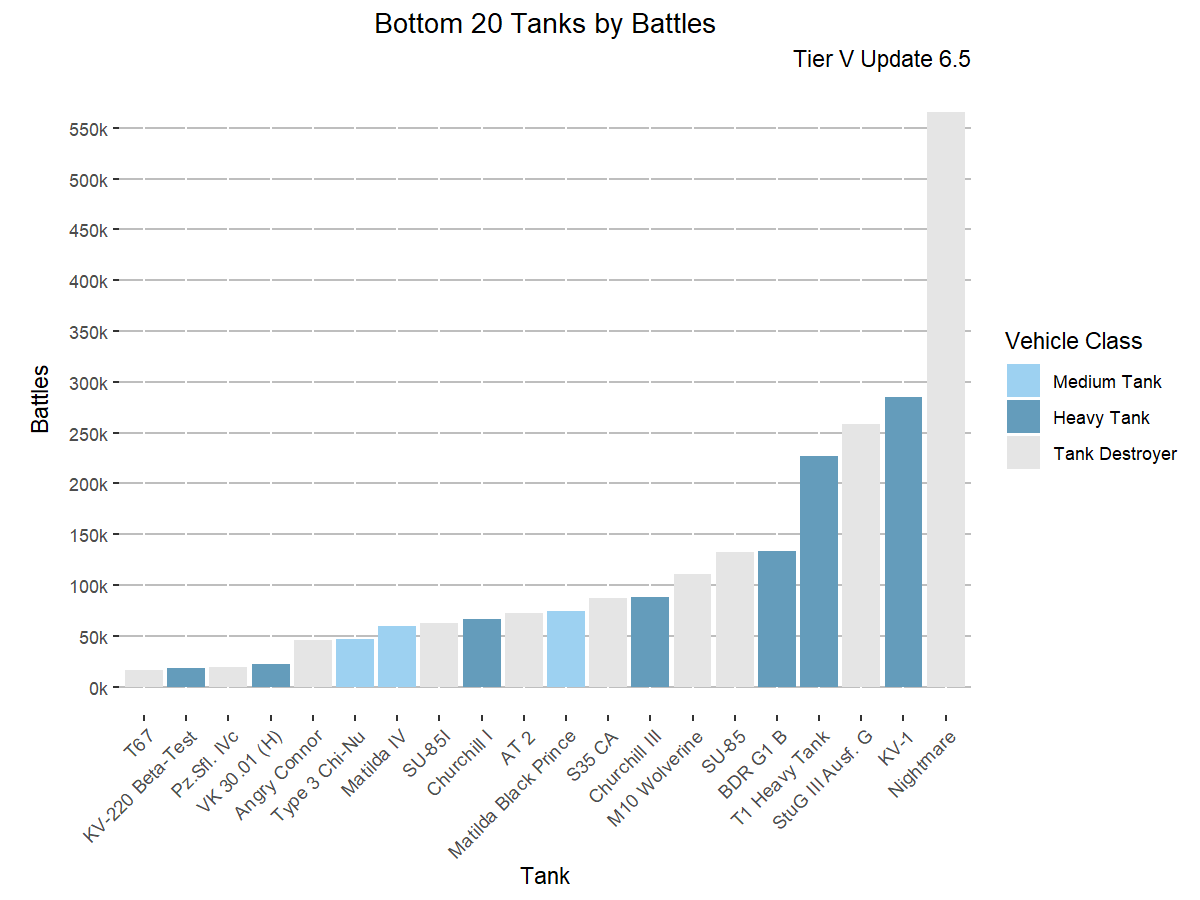 Bottom 20 Tanks by Battles
Tier V Update 6.5
550k
500k
450k
400k
350k
300k
250k
200k
150k
100k
50k
0k
Battles
T67
KV-220 Beta-Test
Pz.Sfl. IVc
VK 30.01 (H)
Angry Connor
Type 3 Chi-Nu
Matilda IV
SU-85I
Churchill I
AT 2
Matilda Black Prince
S35 CA
Churchill III
M10 Wolverine
SU-85
BDR G1 B
T1 Heavy Tank
StuG III Ausf. G
KV-1
Nightmare
Tank
Vehicle Class
Medium Tank
Heavy Tank
Tank Destroyer